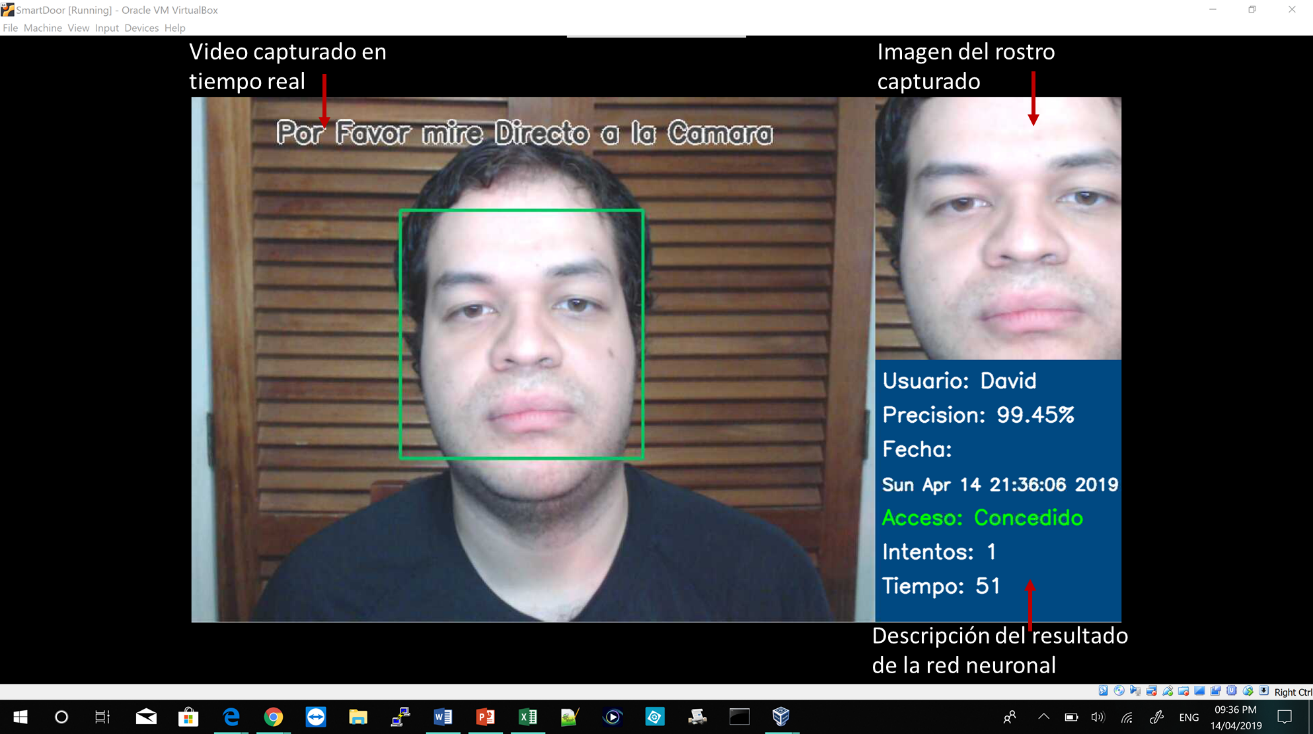 SmartDoor [Running] - Oracle VM VirtualBox
File Machine View Input Devices Help
Video capturado en
tiempo real
Imagen del rostro
capturado
Por Favor mire Directo a la Camara
Usuario: David
Precision: 99.45%
Fecha:
Sun Apr 14 21:36:06 2019
Acceso: Concedido
Intentos: 1
Tiempo: 51
Descripción del resultado
de la red neuronal
Right Ctrl
ENG
09:36 PM
14/04/2019